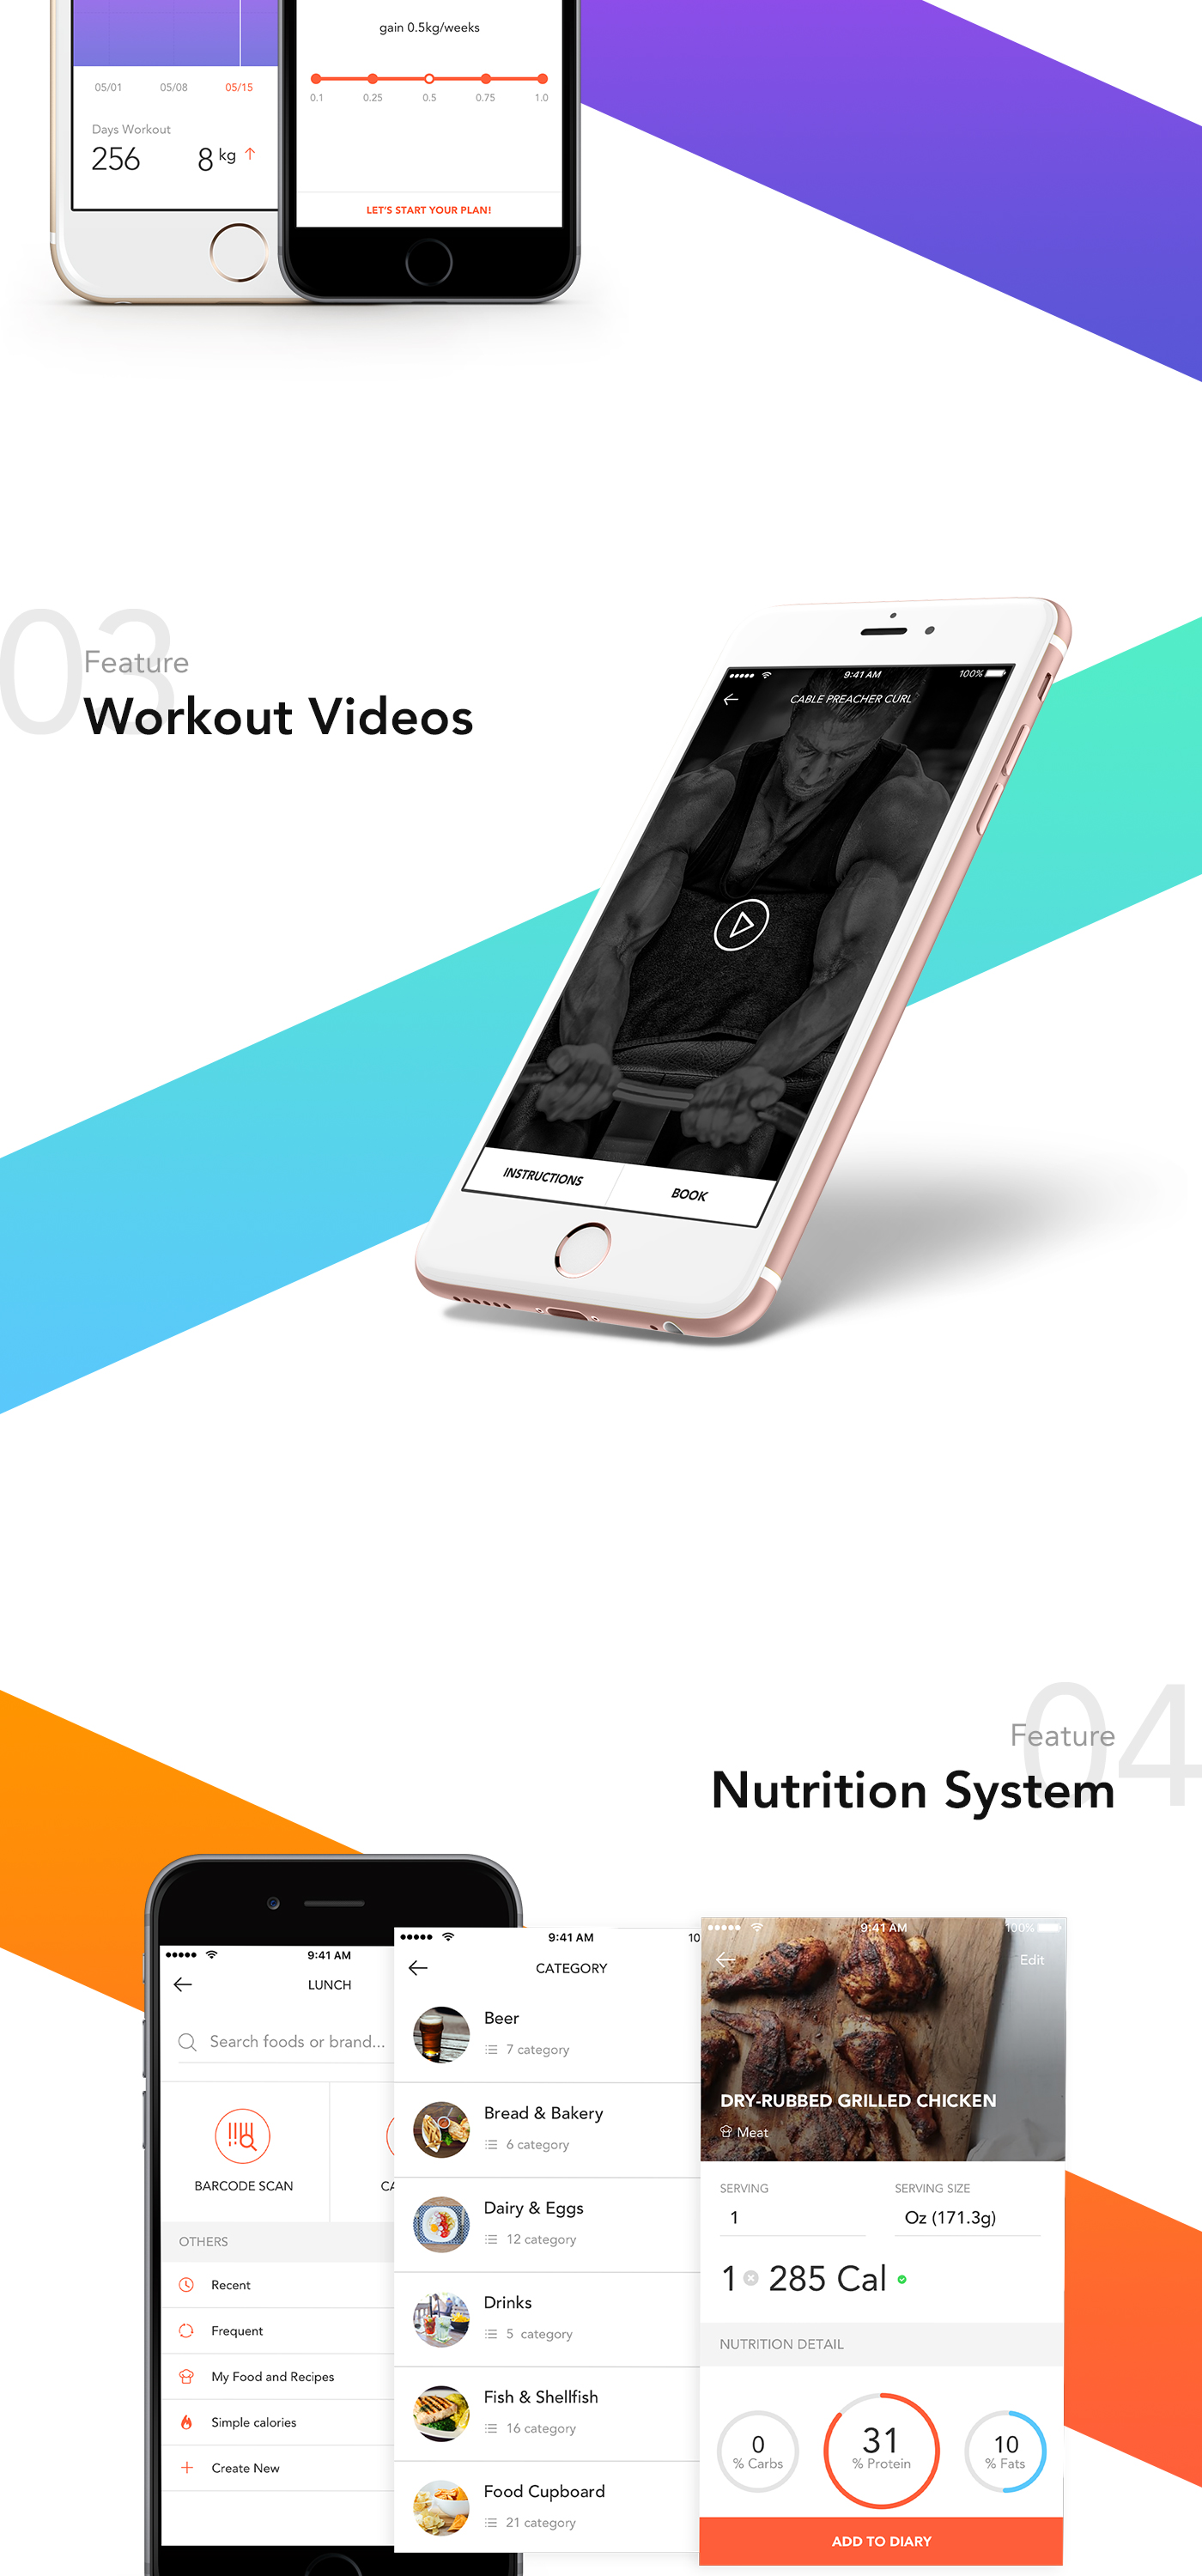 gain 0.5kg/weeks
05/01 05/08 05/15
0.1 0.25 0.5 0.75 1.0
Days Workout
256 8 kg
LET'S START YOUR PLAN!
03
Feature
Workout Videos
9:41 AM 100%
CABLE PREACHER CURL
INSTRUCTIONS BOOK
04
Feature
Nutrition System
9:41 AM
LUNCH
Search foods or brand...
BARCODE SCAN
CA
OTHERS
Recent
Frequent
My Food and Recipes
Simple calories
Create New
9:41 AM 10
CATEGORY
Beer
7 category
Bread & Bakery
6 category
Dairy & Eggs
12 category
Drinks
5 category
Fish & Shellfish
16 category
Food Cupboard
21 category
9:41 AM 100%
Edit
DRY-RUBBED GRILLED CHICKEN
Meat
SERVING SERVING SIZE
1 Oz (171.3g)
1 285 Cal
NUTRITION DETAIL
0 31 10
% Carbs % Protein % Fats
ADD TO DIARY